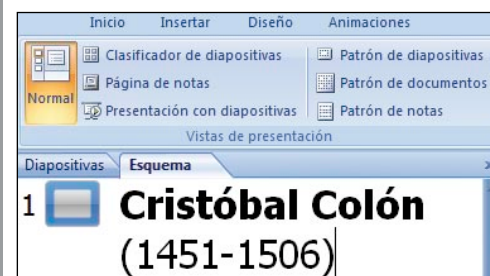 Inicio Insertar Diseño Animaciones
Clasificador de diapositivas Patrón de diapositivas
Página de notas Patrón de documentos
Normal
Presentación con diapositivas Patrón de notas
Vistas de presentación
Diapositivas Esquema x
1 Cristóbal Colón
(1451-1506)